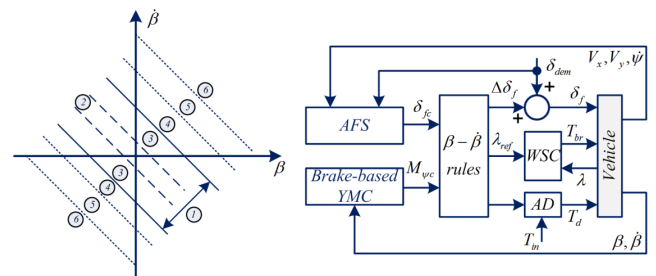 β̇
β
6
5
4
3
2
3
4
5
6
1
V_x, V_y, ψ̇
δ_dem
+
Δδ_f
+
δ_f
AFS
δ_fc
β − β̇
rules
λ_ref
WSC
T_br
λ
Vehicle
Brake-based
YMC
M_ψc
AD
T_d
T_in
β, β̇